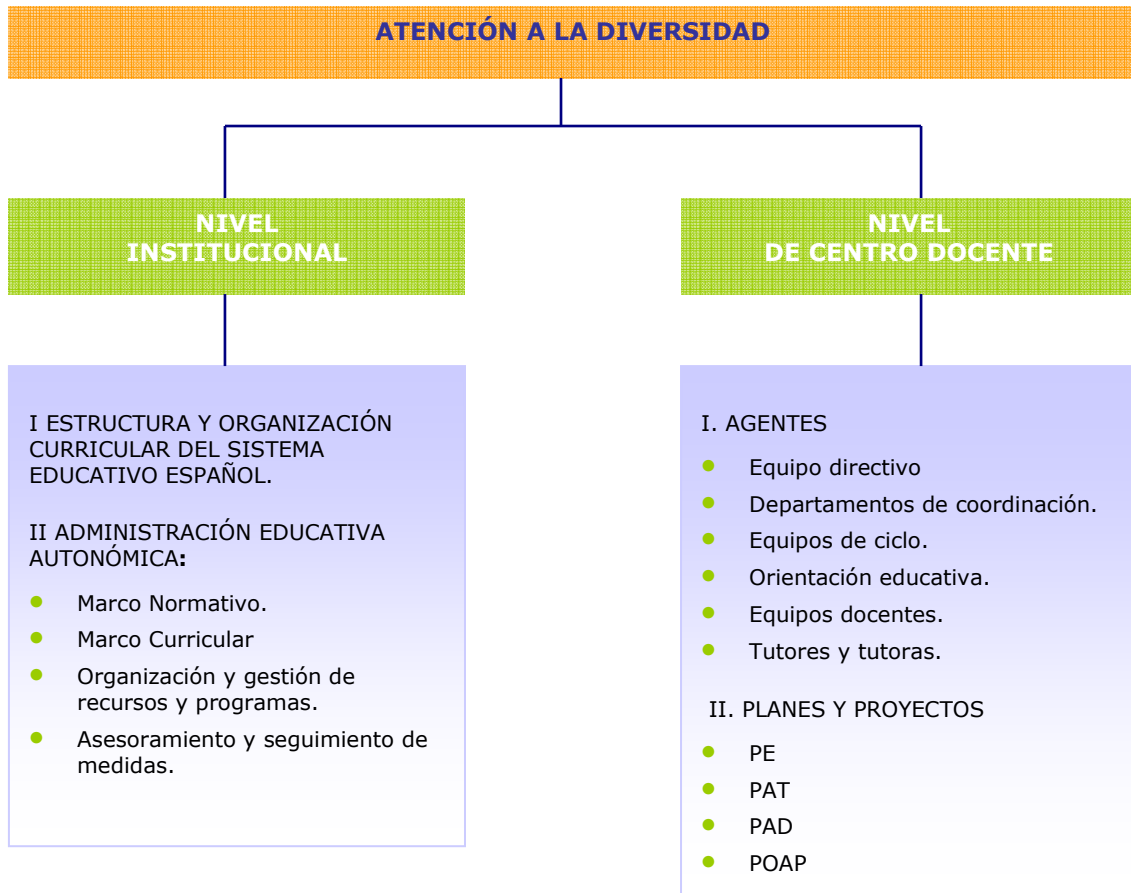 ATENCIÓN A LA DIVERSIDAD
NIVEL
INSTITUCIONAL
I ESTRUCTURA Y ORGANIZACIÓN
CURRICULAR DEL SISTEMA
EDUCATIVO ESPAÑOL.
II ADMINISTRACIÓN EDUCATIVA
AUTONÓMICA:
Marco Normativo.
Marco Curricular
Organización y gestión de
recursos y programas.
Asesoramiento y seguimiento de
medidas.
NIVEL
DE CENTRO DOCENTE
I. AGENTES
Equipo directivo
Departamentos de coordinación.
Equipos de ciclo.
Orientación educativa.
Equipos docentes.
Tutores y tutoras.
II. PLANES Y PROYECTOS
PE
PAT
PAD
POAP